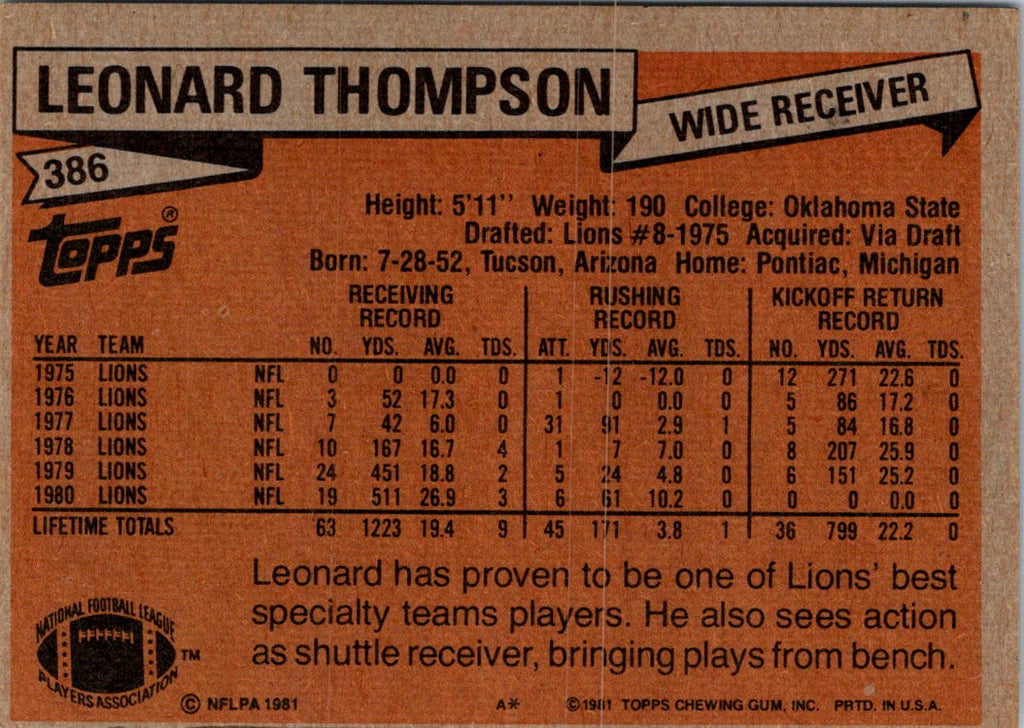 LEONARD THOMPSON
WIDE RECEIVER
386
TOPPS®
Height: 5'11'' Weight: 190 College: Oklahoma State
Drafted: Lions #8-1975 Acquired: Via Draft
Born: 7-28-52, Tucson, Arizona Home: Pontiac, Michigan
RECEIVING RECORD RUSHING RECORD KICKOFF RETURN RECORD
YEAR TEAM NO. YDS. AVG. TDS. ATT. YDS. AVG. TDS. NO. YDS. AVG. TDS.
1975 LIONS NFL 0 0 0.0 0 1 -12 -12.0 0 12 271 22.6 0
1976 LIONS NFL 3 52 17.3 0 1 0 0.0 0 5 86 17.2 0
1977 LIONS NFL 7 42 6.0 0 31 91 2.9 1 5 84 16.8 0
1978 LIONS NFL 10 167 16.7 4 1 7 7.0 0 8 207 25.9 0
1979 LIONS NFL 24 451 18.8 2 5 24 4.8 0 6 151 25.2 0
1980 LIONS NFL 19 511 26.9 3 6 61 10.2 0 0 0 0.0 0
LIFETIME TOTALS 63 1223 19.4 9 45 171 3.8 1 36 799 22.2 0
Leonard has proven to be one of Lions' best
specialty teams players. He also sees action
as shuttle receiver, bringing plays from bench.
NATIONAL FOOTBALL LEAGUE
PLAYERS ASSOCIATION
TM
© NFLPA 1981 A* ©1981 TOPPS CHEWING GUM, INC. PRTD. IN U.S.A.